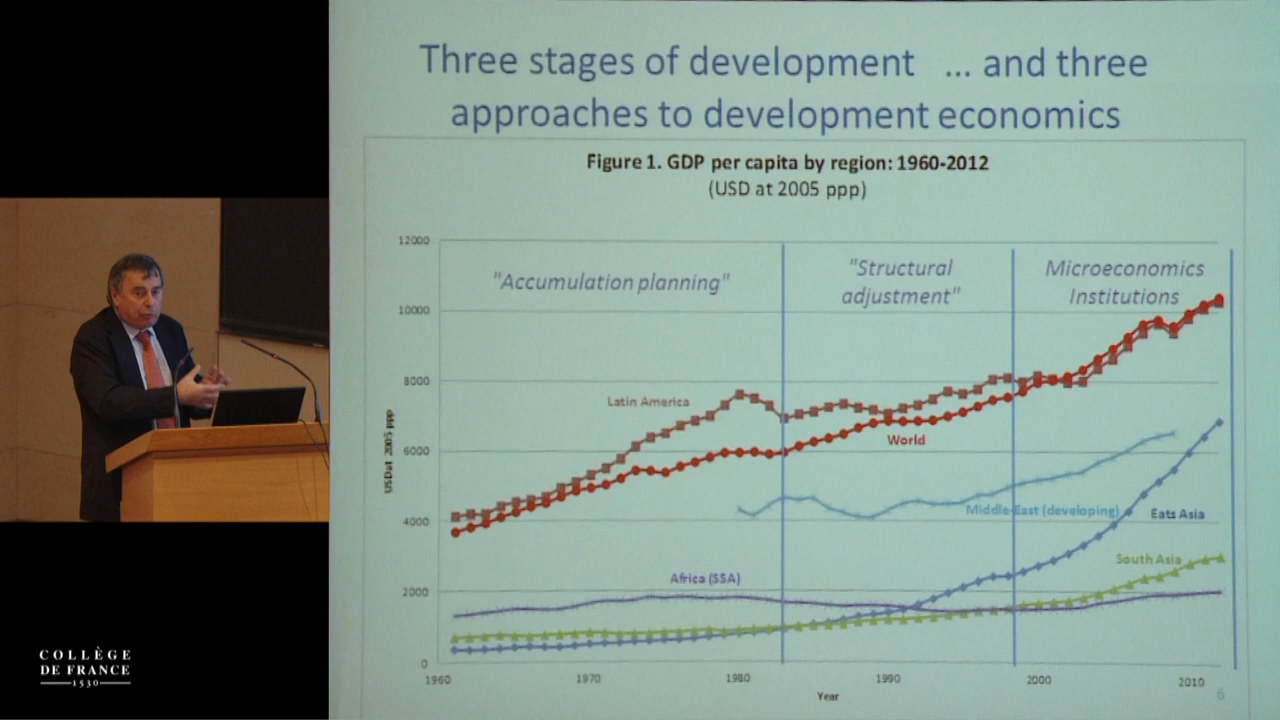 Three stages of development ... and three
approaches to development economics
Figure 1. GDP per capita by region: 1960-2012
(USD at 2005 ppp)
12000
10000
8000
6000
4000
2000
0
USD at 2005 ppp
"Accumulation planning"
"Structural
adjustment"
Microeconomics
Institutions
Latin America
World
Middle-East (developing)
Eats Asia
South Asia
Africa (SSA)
1960
1970
1980
1990
2000
2010
Year
6
COLLÈGE
DE FRANCE
1530